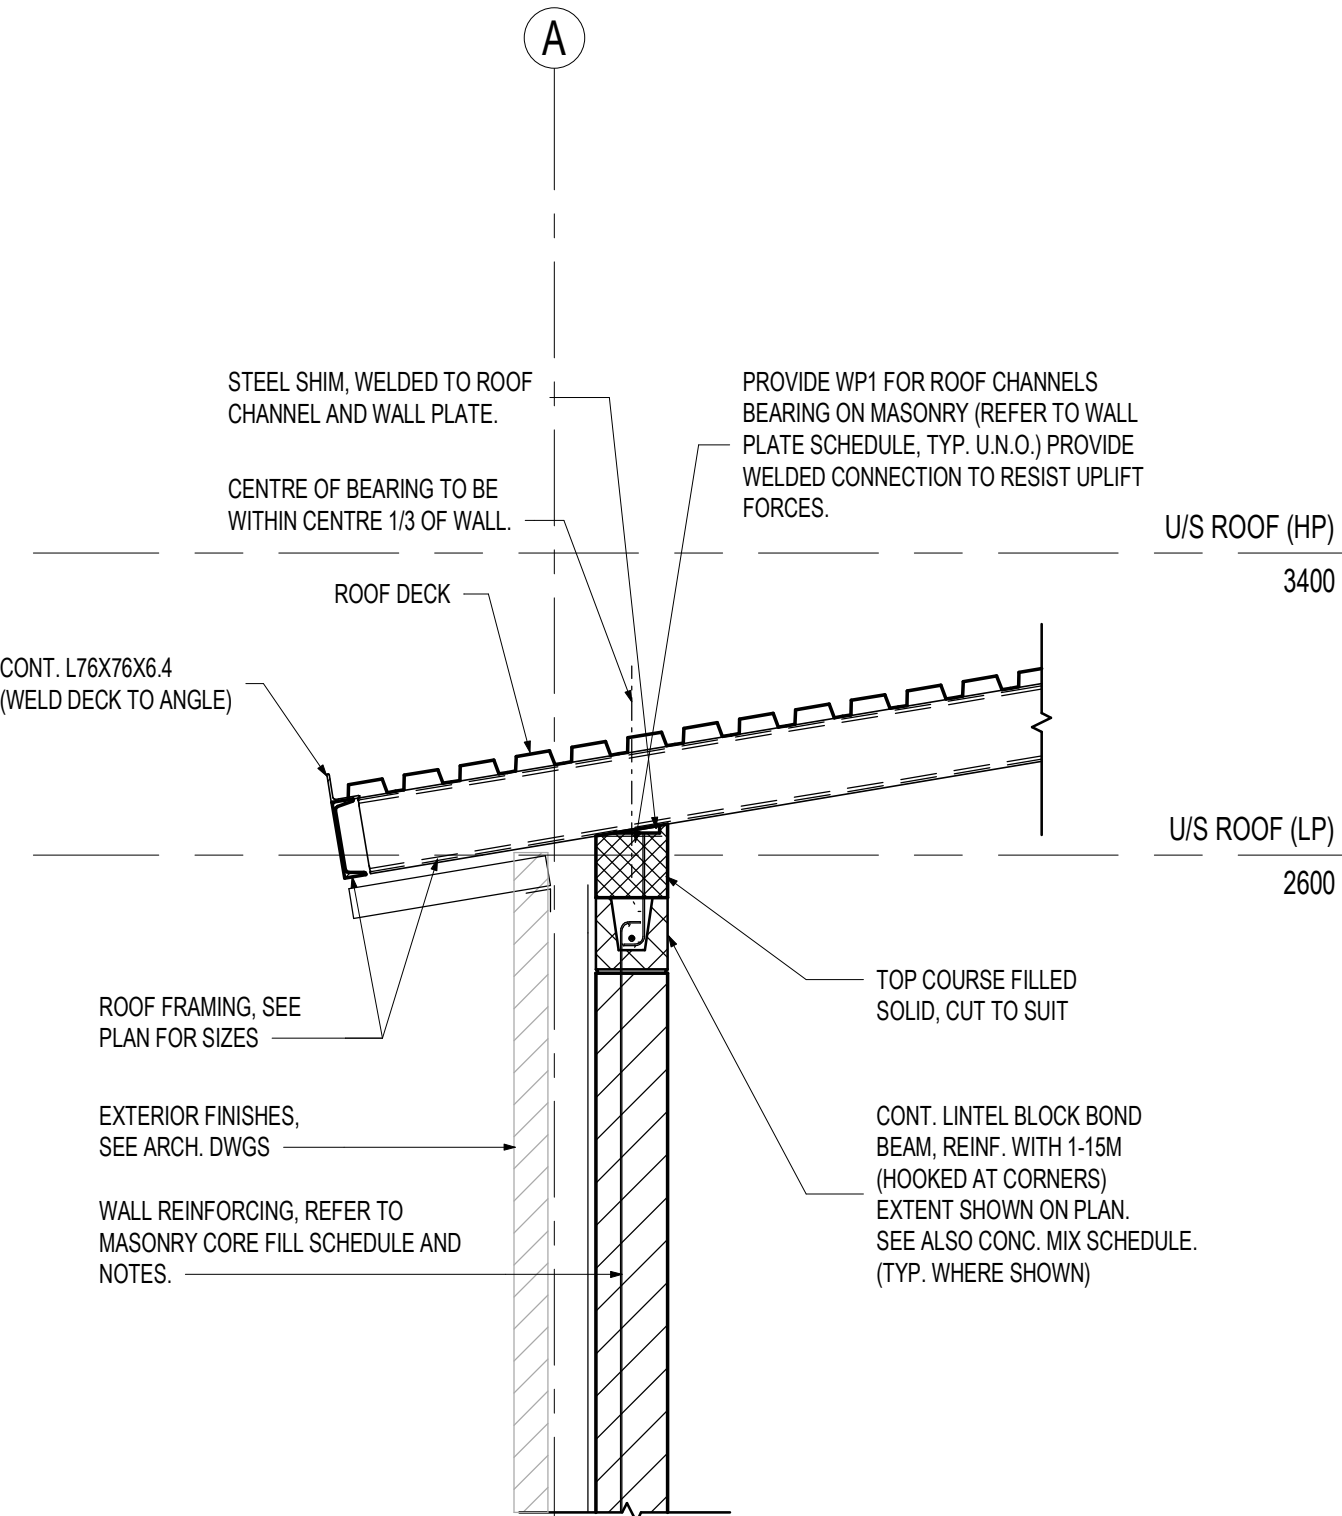 A
STEEL SHIM, WELDED TO ROOF
CHANNEL AND WALL PLATE.
PROVIDE WP1 FOR ROOF CHANNELS
BEARING ON MASONRY (REFER TO WALL
PLATE SCHEDULE, TYP. U.N.O.) PROVIDE
WELDED CONNECTION TO RESIST UPLIFT
FORCES.
CENTRE OF BEARING TO BE
WITHIN CENTRE 1/3 OF WALL.
U/S ROOF (HP)
3400
ROOF DECK
CONT. L76X76X6.4
(WELD DECK TO ANGLE)
U/S ROOF (LP)
2600
ROOF FRAMING, SEE
PLAN FOR SIZES
TOP COURSE FILLED
SOLID, CUT TO SUIT
EXTERIOR FINISHES,
SEE ARCH. DWGS
CONT. LINTEL BLOCK BOND
BEAM, REINF. WITH 1-15M
(HOOKED AT CORNERS)
EXTENT SHOWN ON PLAN.
SEE ALSO CONC. MIX SCHEDULE.
(TYP. WHERE SHOWN)
WALL REINFORCING, REFER TO
MASONRY CORE FILL SCHEDULE AND
NOTES.